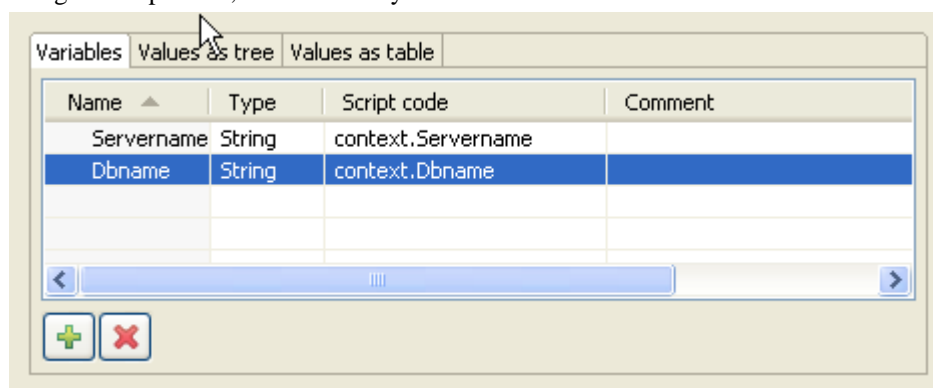 Variables Values as tree Values as table
Name Type Script code Comment
Servername String context.Servername
Dbname String context.Dbname